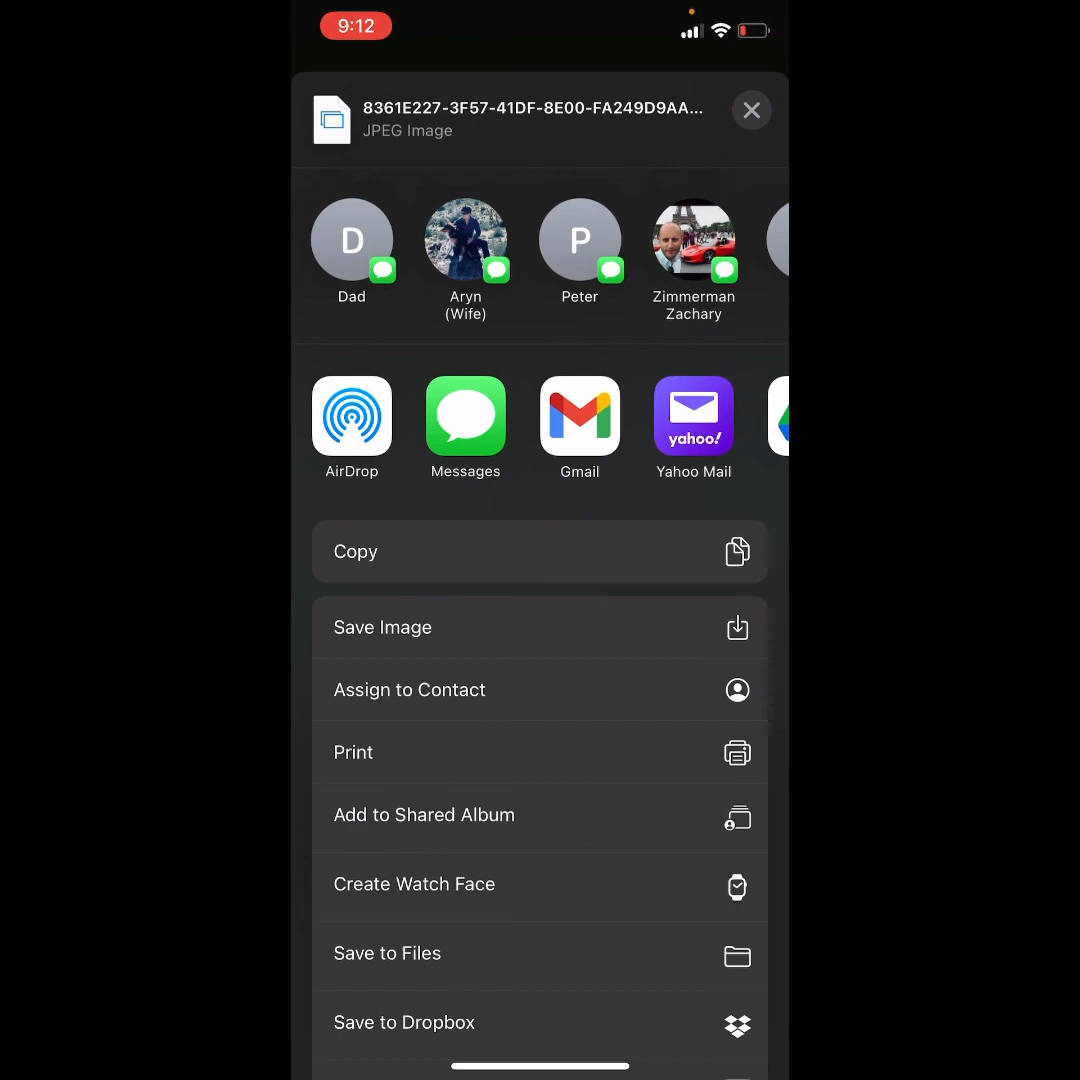 9:12
8361E227-3F57-41DF-8E00-FA249D9AA...
JPEG Image
D
P
Dad
Aryn
(Wife)
Peter
Zimmerman
Zachary
yahoo!
AirDrop
Messages
Gmail
Yahoo Mail
Copy
Save Image
Assign to Contact
Print
Add to Shared Album
Create Watch Face
Save to Files
Save to Dropbox